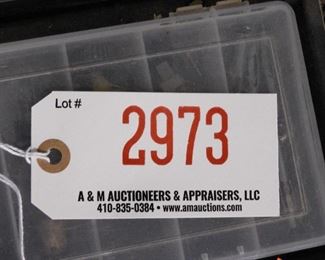 Lot #
2973
A & M AUCTIONEERS & APPRAISERS, LLC
410-835-0384 • www.amauctions.com